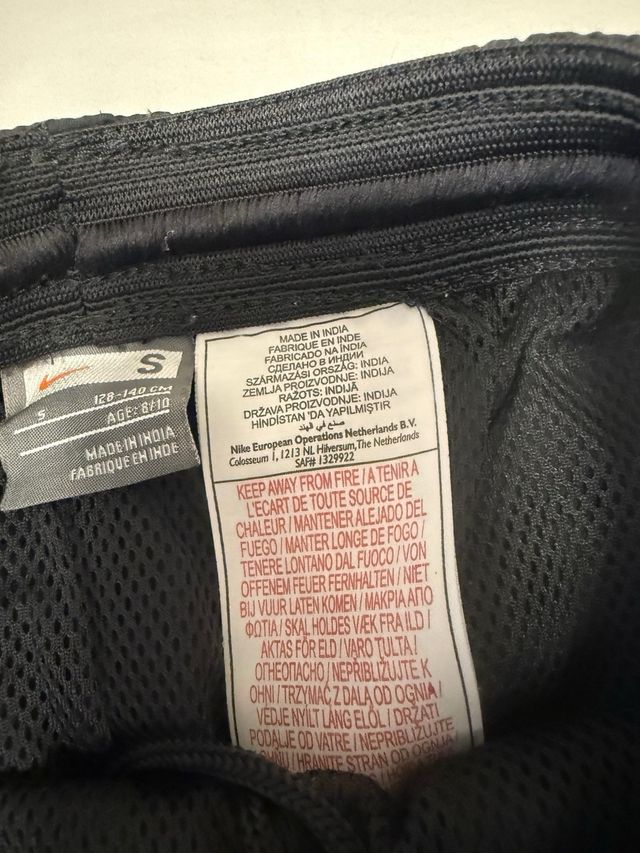 S
S 128-140 CM
AGE: 8/10
MADE IN INDIA
FABRIQUE EN INDE
MADE IN INDIA
FABRIQUE EN INDE
FABRICADO NA ÍNDIA
СДЕЛАНО В ИНДИИ
SZÁRMAZÁSI ORSZÁG: INDIA
ZEMLJA PROIZVODNJE: INDIJA
RAŽOTS: INDIJĀ
DRŽAVA PROIZVODNJE: INDIJA
HİNDİSTAN 'DA YAPILMIŞTIR
صنع في الهند
Nike European Operations Netherlands B.V.
Colosseum 1, 1213 NL Hilversum, The Netherlands
SAF# 1329922
KEEP AWAY FROM FIRE / A TENIR A
L'ECART DE TOUTE SOURCE DE
CHALEUR / MANTENER ALEJADO DEL
FUEGO / MANTER LONGE DE FOGO /
TENERE LONTANO DAL FUOCO / VON
OFFENEM FEUER FERNHALTEN / NIET
BIJ VUUR LATEN KOMEN / ΜΑΚΡΙΑ ΑΠΟ
ΦΩΤΙΑ / SKAL HOLDES VÆK FRA ILD /
AKTAS FÖR ELD / VARO TULTA /
ОГНЕОПАСНО / NEPŘIBLIŽUJTE K
OHNI / TRZYMAĆ Z DALA OD OGNIA /
VÉDJE NYÍLT LÁNG ELŐL / DRŽATI
PODALJE OD VATRE / NEPRIBLIŽUJTE
OHNU / HRANITE STRAN OD OGNJA /